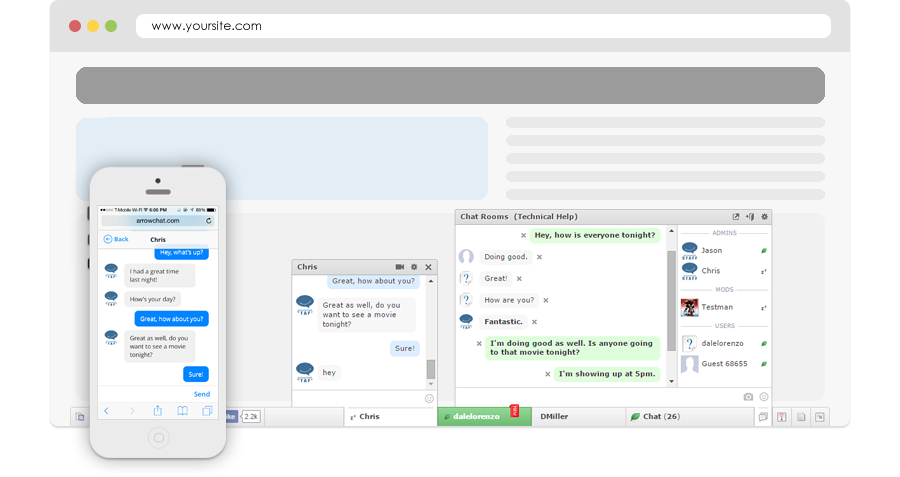 www.yoursite.com
T-Mobile Wi-Fi 6:00 PM 86%
arrowchat.com
Back
Chris
Hey, what's up?
I had a great time
last night!
How's your day?
Great, how about you?
Great as well, do you
want to see a movie
tonight?
Sure!
Send
Chris
Great, how about you?
Great as well, do you
want to see a movie
tonight?
Sure!
hey
Chat Rooms (Technical Help)
Hey, how is everyone tonight?
Doing good.
Great!
How are you?
Fantastic.
I'm doing good as well. Is anyone going
to that movie tonight?
I'm showing up at 5pm.
ADMINS
Jason
Chris
MODS
Testman
USERS
dalelorenzo
Guest 68655
ike 2.2k
Chris
dalelorenzo
DMiller
Chat (26)